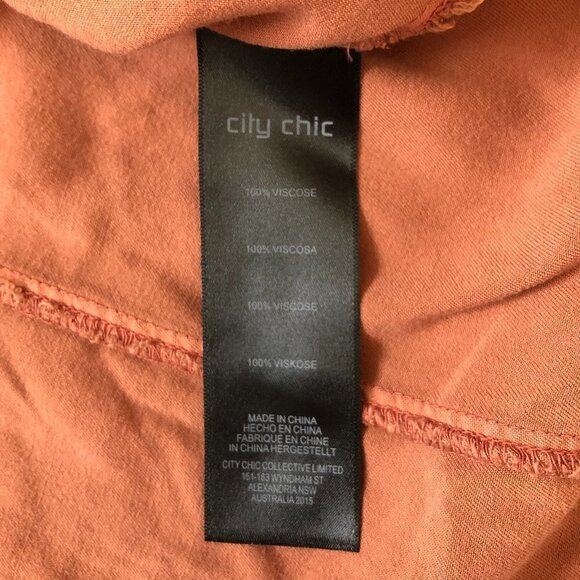 city chic
100% VISCOSE
100% VISCOSA
100% VISCOSE
100% VISKOSE
MADE IN CHINA
HECHO EN CHINA
FABRIQUE EN CHINE
IN CHINA HERGESTELLT
CITY CHIC COLLECTIVE LIMITED
151-163 WYNDHAM ST
ALEXANDRIA NSW
AUSTRALIA 2015